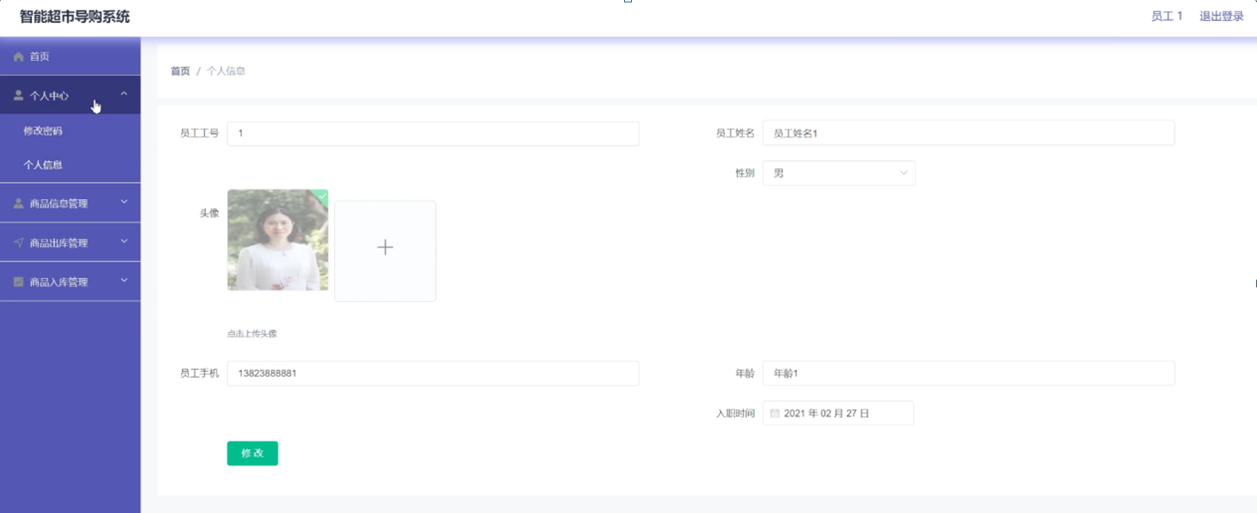 智能超市导购系统
员工 1 退出登录
首页
个人中心
修改密码
个人信息
商品信息管理
商品出库管理
商品入库管理
首页 / 个人信息
员工工号 1
员工姓名 员工姓名1
性别 男
头像
点击上传头像
员工手机 13823888881
年龄 年龄1
入职时间 2021 年 02 月 27 日
修 改